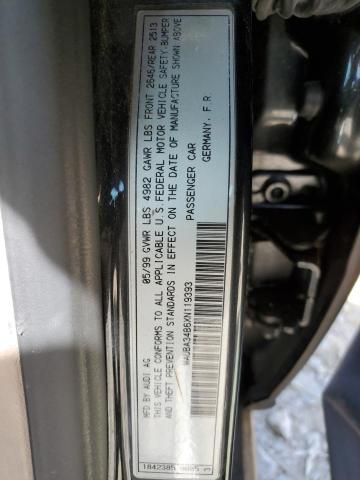 MFD BY AUDI AG 05/99 GVWR LBS 4982 GAWR LBS FRONT 2646/REAR 2513
THIS VEHICLE CONFORMS TO ALL APPLICABLE U.S.FEDERAL MOTOR VEHICLE SAFETY-BUMPER
AND THEFT PREVENTION STANDARDS IN EFFECT ON THE DATE OF MANUFACTURE SHOWN ABOVE
WAUBA34B6XN119393 PASSENGER CAR GERMANY, F.R.
1842385